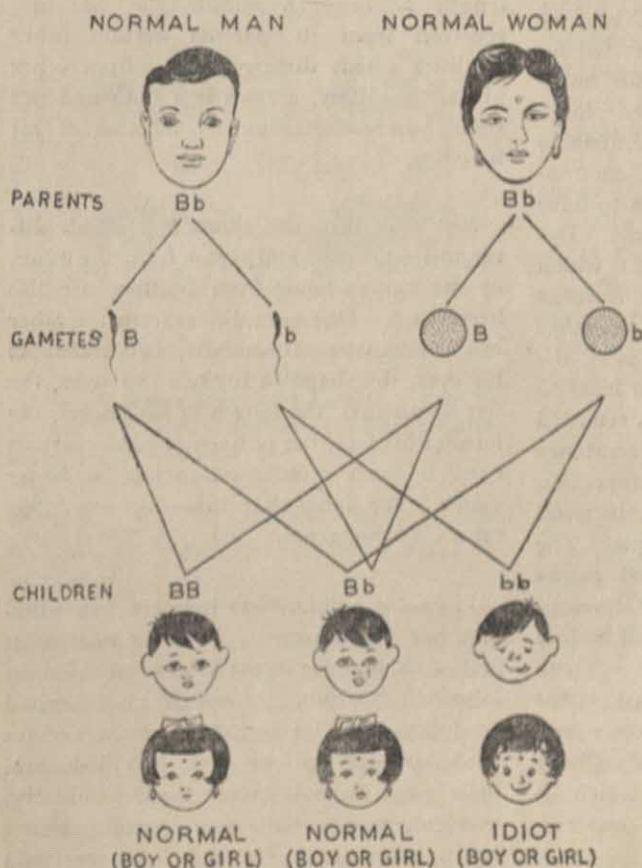 NORMAL MAN NORMAL WOMAN
PARENTS Bb Bb
GAMETES B b B b
CHILDREN BB Bb bb
NORMAL NORMAL IDIOT
(BOY OR GIRL) (BOY OR GIRL) (BOY OR GIRL)